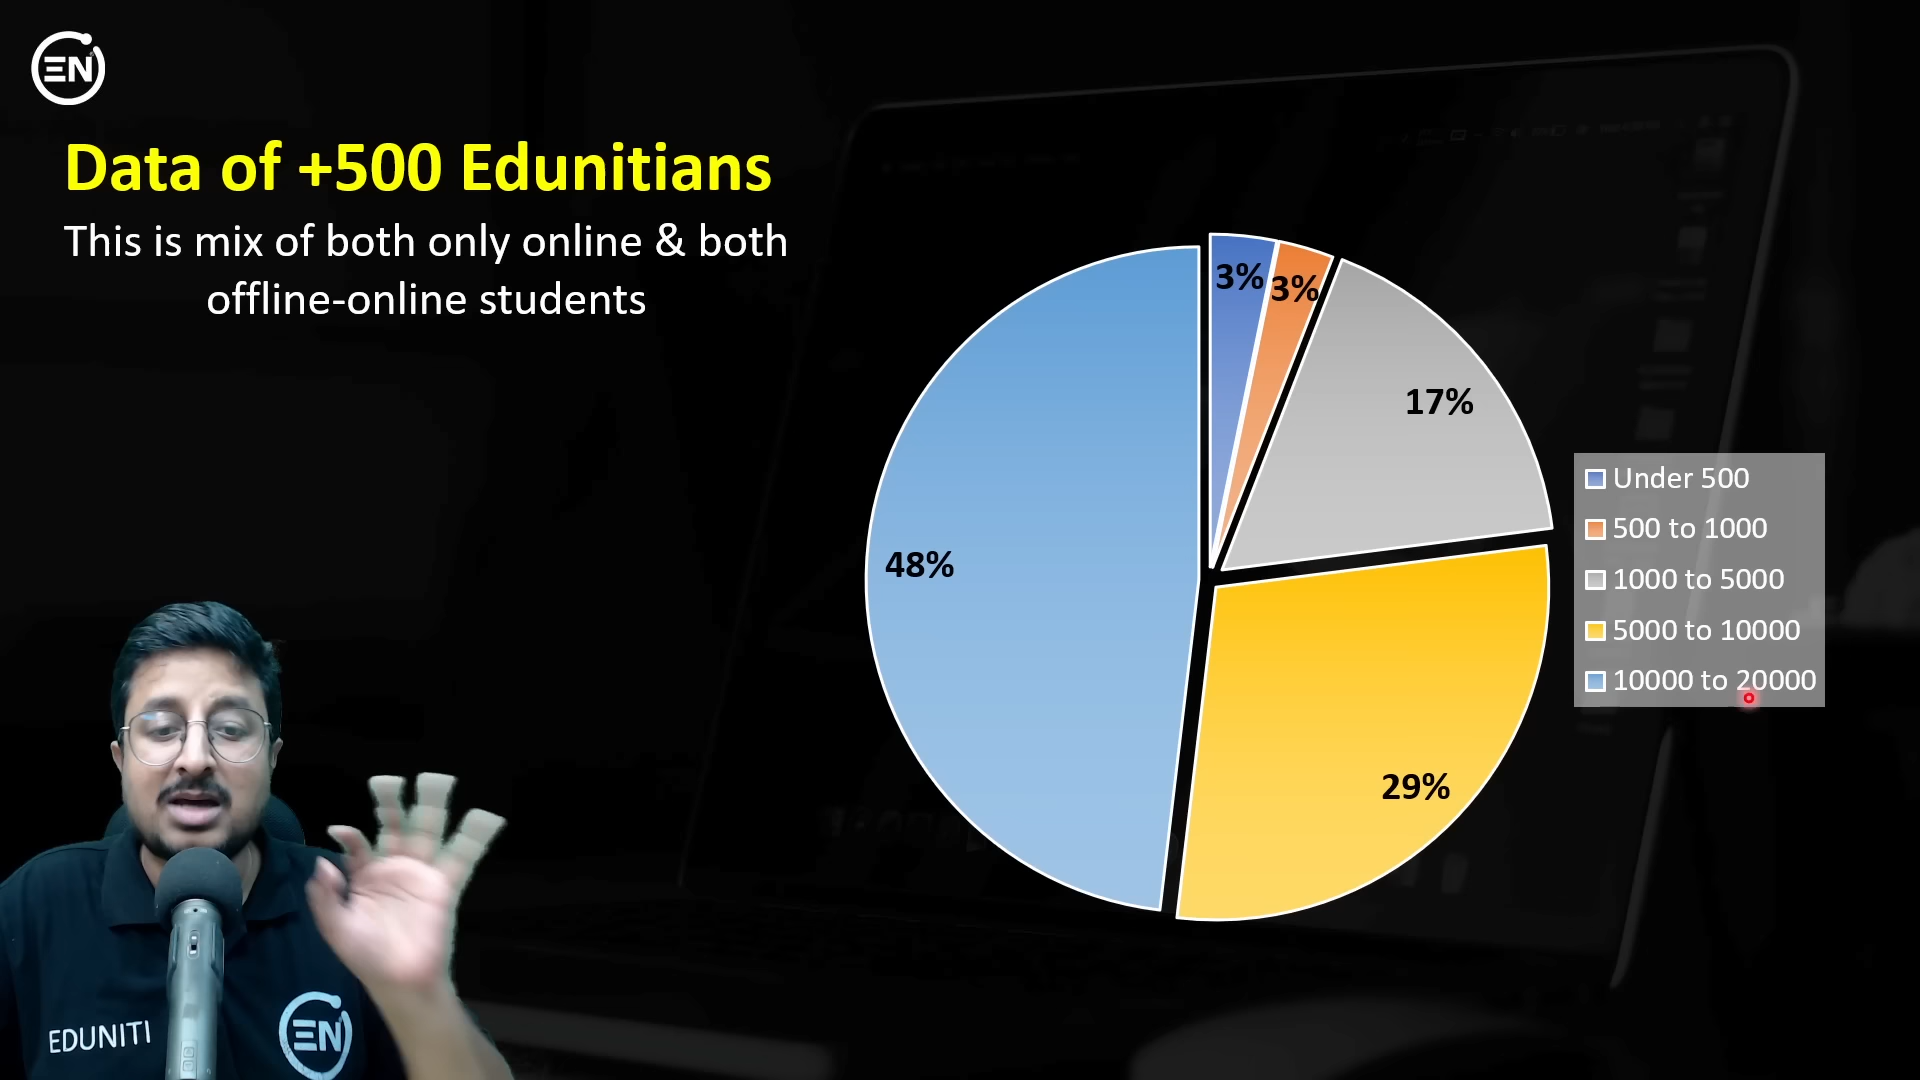 EN
Data of +500 Edunitians
This is mix of both only online & both
offline-online students
3%
3%
17%
48%
29%
Under 500
500 to 1000
1000 to 5000
5000 to 10000
10000 to 20000
EDUNITI
EN